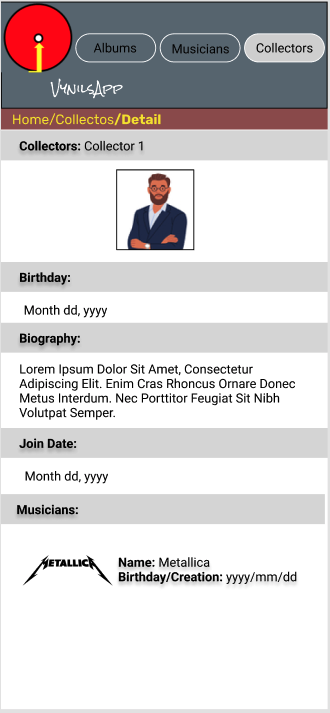 Albums
Musicians
Collectors
VynilsApp
Home/Collectos/Detail
Collectors: Collector 1
Birthday:
Month dd, yyyy
Biography:
Lorem Ipsum Dolor Sit Amet, Consectetur
Adipiscing Elit. Enim Cras Rhoncus Ornare Donec
Metus Interdum. Nec Porttitor Feugiat Sit Nibh
Volutpat Semper.
Join Date:
Month dd, yyyy
Musicians:
METALLICA
Name: Metallica
Birthday/Creation: yyyy/mm/dd